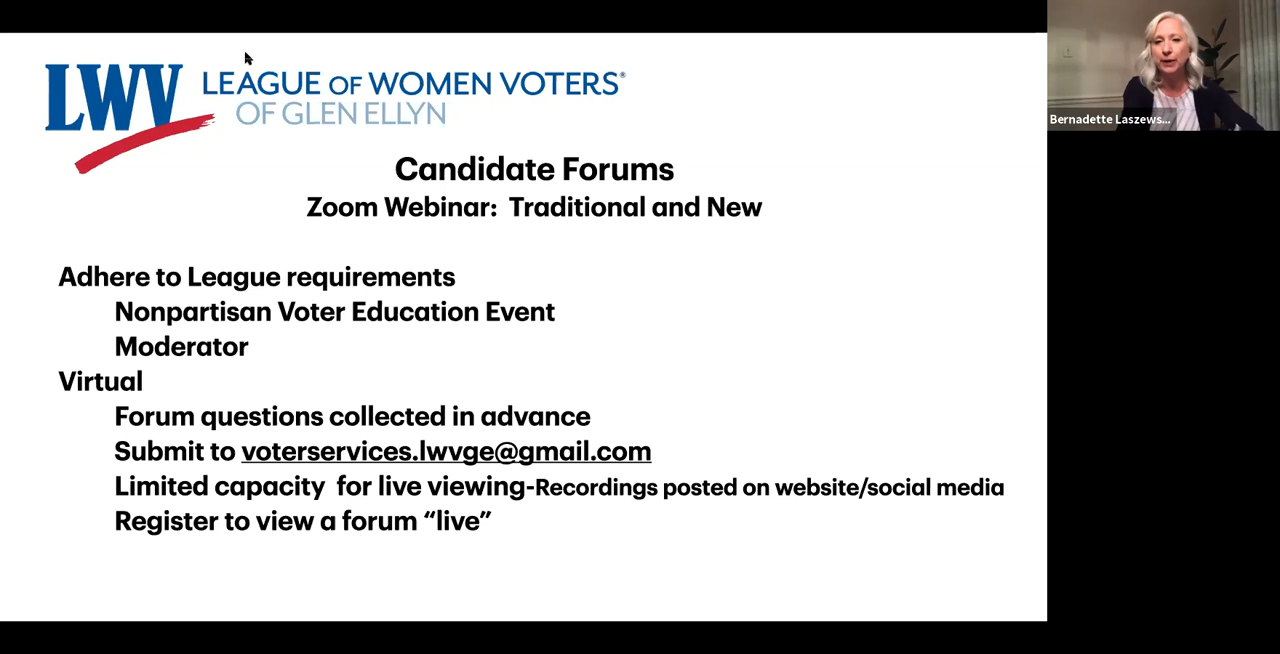 LWV LEAGUE OF WOMEN VOTERS®
OF GLEN ELLYN
Candidate Forums
Zoom Webinar: Traditional and New
Adhere to League requirements
Nonpartisan Voter Education Event
Moderator
Virtual
Forum questions collected in advance
Submit to voterservices.lwvge@gmail.com
Limited capacity for live viewing-Recordings posted on website/social media
Register to view a forum “live”
Bernadette Laszews...